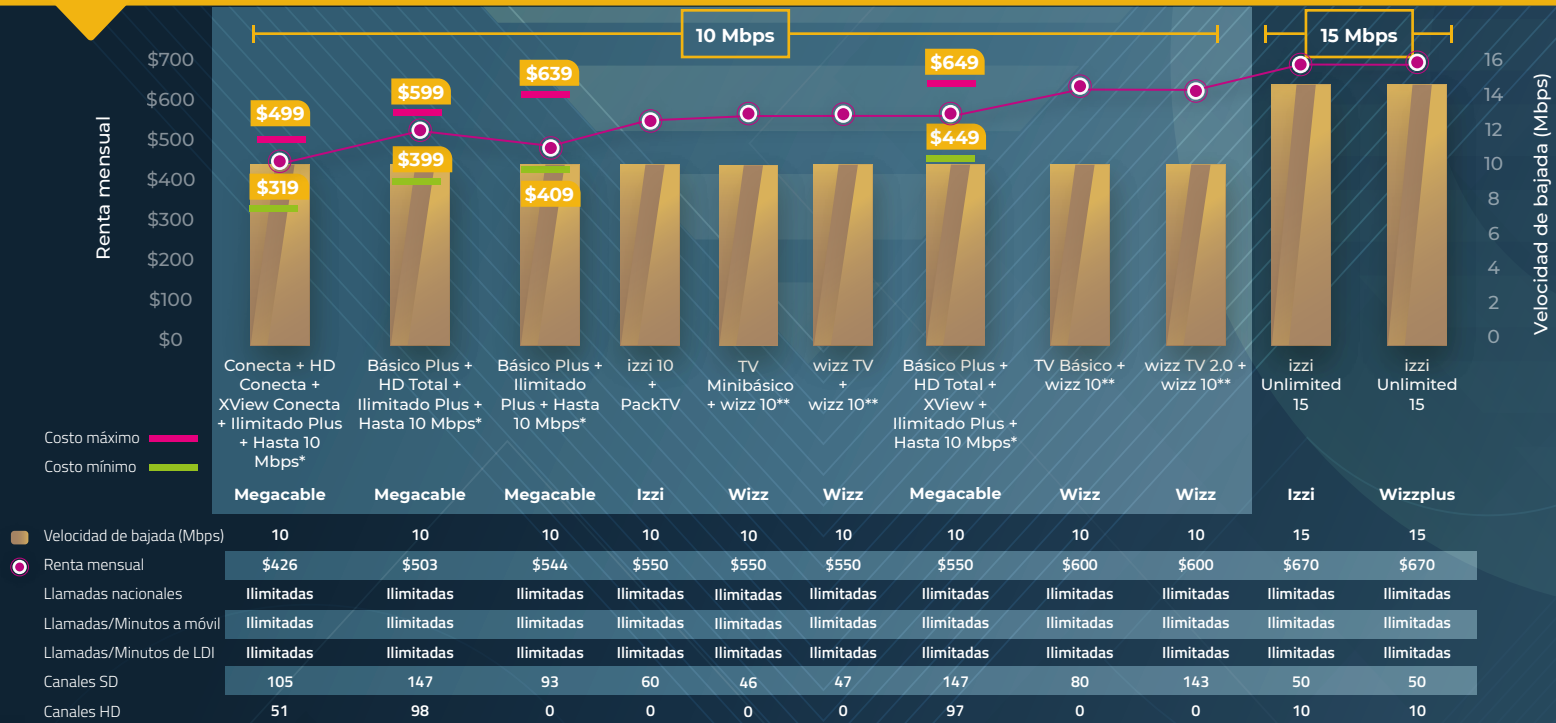 10 Mbps
15 Mbps
Renta mensual
$700
$600
$500
$400
$300
$200
$100
$0
$499
$319
$599
$399
$639
$409
$649
$449
16
14
12
10
8
6
4
2
0
Velocidad de bajada (Mbps)
Conecta + HD
Conecta +
XView Conecta
+ Ilimitado Plus
+ Hasta 10
Mbps*
Básico Plus +
HD Total +
Ilimitado Plus +
Hasta 10 Mbps*
Básico Plus +
Ilimitado
Plus + Hasta
10 Mbps*
izzi 10
+
PackTV
TV
Minibásico
+ wizz 10**
wizz TV
+
wizz 10**
Básico Plus +
HD Total +
XView +
Ilimitado Plus +
Hasta 10 Mbps*
TV Básico +
wizz 10**
wizz TV 2.0 +
wizz 10**
izzi
Unlimited
15
izzi
Unlimited
15
Costo máximo
Costo mínimo
Megacable Megacable Megacable Izzi Wizz Wizz Megacable Wizz Wizz Izzi Wizzplus
Velocidad de bajada (Mbps) 10 10 10 10 10 10 10 10 10 15 15
Renta mensual $426 $503 $544 $550 $550 $550 $550 $600 $600 $670 $670
Llamadas nacionales Ilimitadas Ilimitadas Ilimitadas Ilimitadas Ilimitadas Ilimitadas Ilimitadas Ilimitadas Ilimitadas Ilimitadas Ilimitadas
Llamadas/Minutos a móvil Ilimitadas Ilimitadas Ilimitadas Ilimitadas Ilimitadas Ilimitadas Ilimitadas Ilimitadas Ilimitadas Ilimitadas Ilimitadas
Llamadas/Minutos de LDI Ilimitadas Ilimitadas Ilimitadas Ilimitadas Ilimitadas Ilimitadas Ilimitadas Ilimitadas Ilimitadas Ilimitadas Ilimitadas
Canales SD 105 147 93 60 46 47 147 80 143 50 50
Canales HD 51 98 0 0 0 0 97 0 0 10 10